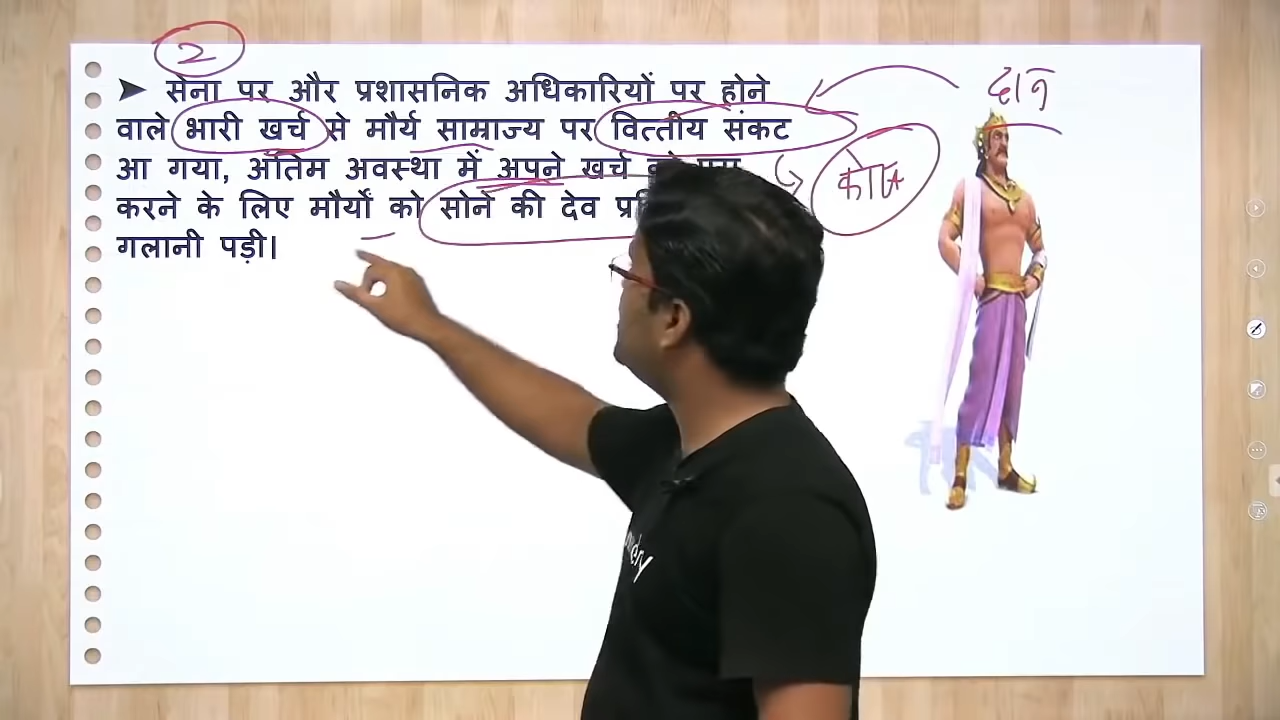 2
सेना पर और प्रशासनिक अधिकारियों पर होने
दान
वाले भारी खर्च से मौर्य साम्राज्य पर वित्तीय संकट
आ गया, अंतिम अवस्था में अपने खर्च को
करने के लिए मौर्यों को सोने की देव
गलानी पड़ी।